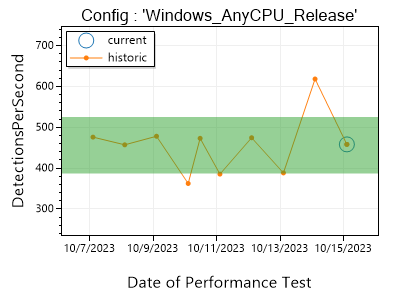 Config : 'Windows_AnyCPU_Release'
current
historic
DetectionsPerSecond
700
600
500
400
300
10/7/2023 10/9/2023 10/11/2023 10/13/2023 10/15/2023
Date of Performance Test